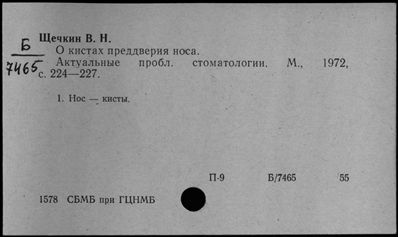 Б
7465
Щечкин В. Н.
О кистах преддверия носа.
Актуальные пробл. стоматологии. М., 1972,
с. 224—227.
1. Нос — кисты.
П-9 Б/7465 55
1578 СБМБ при ГЦНМБ